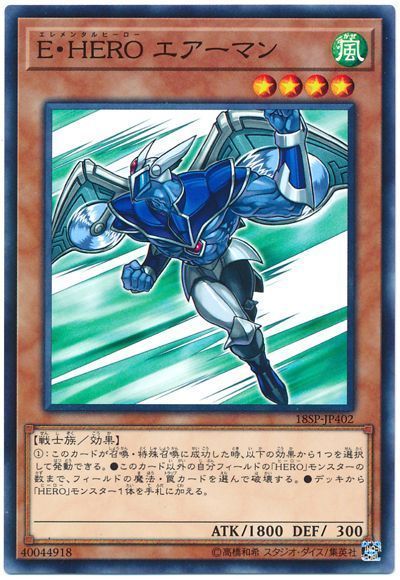 エレメンタルヒーロー
E・HERO エアーマン
かぜ
風
18SP-JP402
【戦士族/効果】
①:このカードが召喚・特殊召喚に成功した時、以下の効果から1つを選択
して発動できる。●このカード以外の自分フィールドの「HERO」モンスターの
数まで、フィールドの魔法・罠カードを選んで破壊する。●デッキから
「HERO」モンスター1体を手札に加える。
ATK/1800 DEF/ 300
40044918
©高橋和希 スタジオ・ダイス/集英社